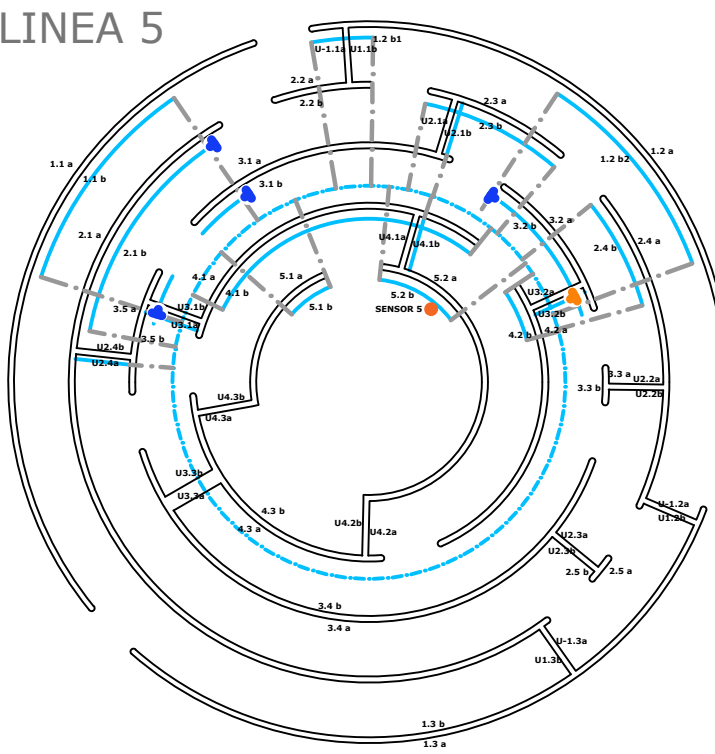 LINEA 5
1.2 b1
U-1.1a
U1.1b
2.2 a
2.2 b
2.3 a
U2.1a
U2.1b
2.3 b
1.2 a
1.2 b2
1.1 a
1.1 b
3.1 a
3.1 b
2.1 a
2.1 b
3.2 a
3.2 b
U4.1a
U4.1b
2.4 a
2.4 b
4.1 a
4.1 b
5.1 a
5.1 b
5.2 a
5.2 b
SENSOR 5
U3.2a
U3.2b
4.2 a
4.2 b
3.5 a
3.5 b
U3.1b
U3.1a
U2.4b
U2.4a
3.3 a
3.3 b
U2.2a
U2.2b
U4.3b
U4.3a
U3.3b
U3.3a
4.3 b
4.3 a
U4.2b
U4.2a
U-1.2a
U1.2b
U2.3a
U2.3b
2.5 b
2.5 a
3.4 b
3.4 a
U-1.3a
U1.3b
1.3 b
1.3 a